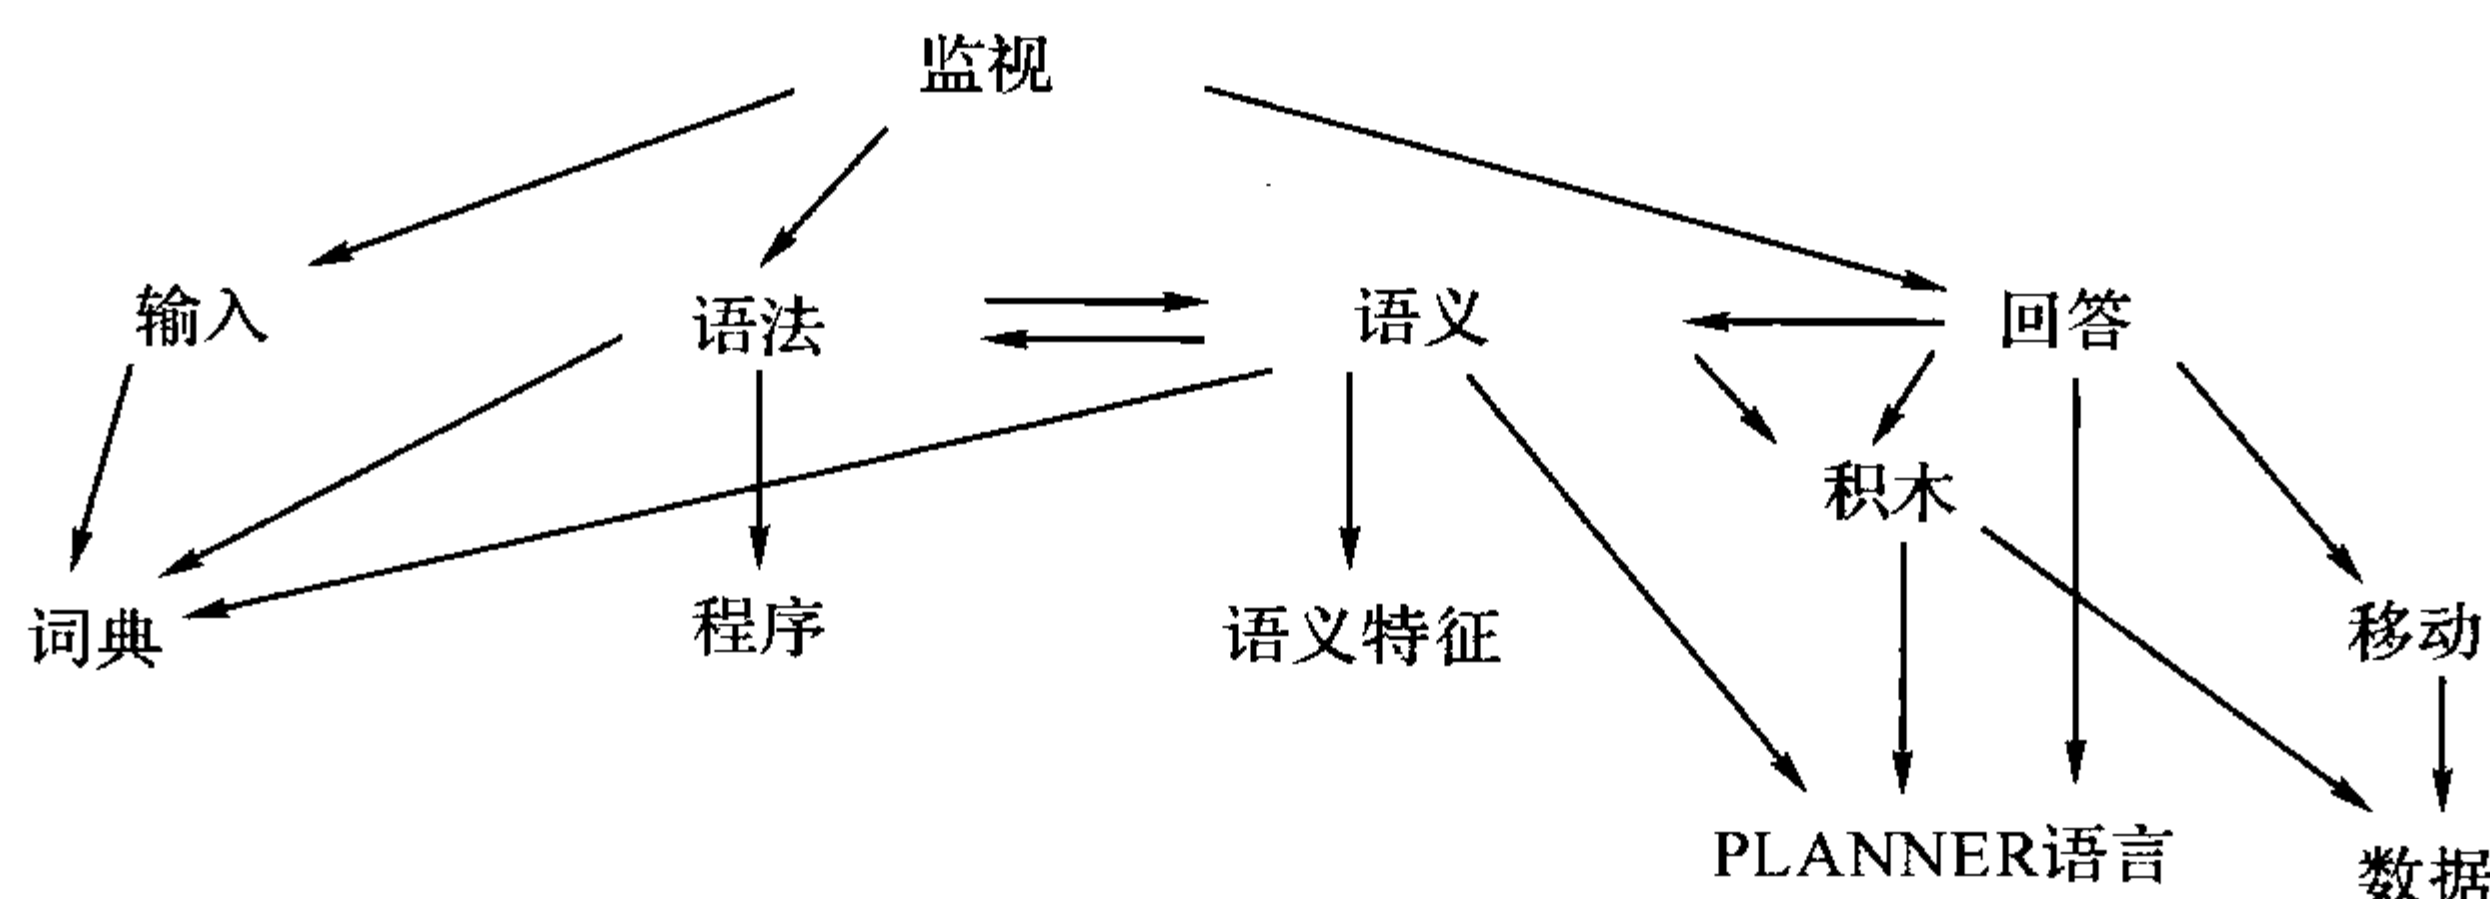 监视
输入
语法
语义
回答
积木
词典
程序
语义特征
移动
PLANNER语言
数据